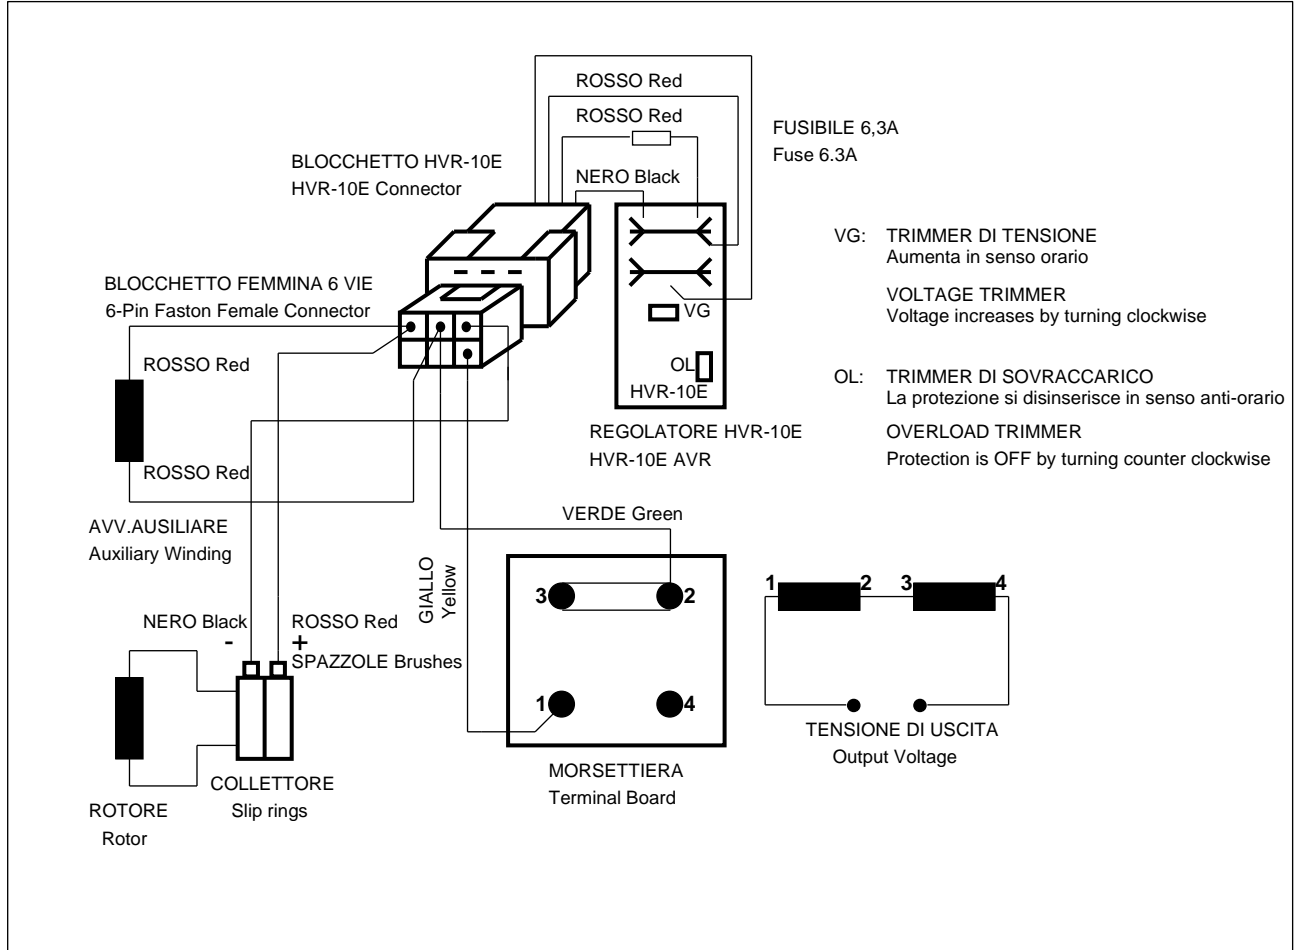 ROSSO Red
ROSSO Red
FUSIBILE 6,3A
Fuse 6.3A
BLOCCHETTO HVR-10E
HVR-10E Connector
NERO Black
VG: TRIMMER DI TENSIONE
Aumenta in senso orario
VOLTAGE TRIMMER
Voltage increases by turning clockwise
BLOCCHETTO FEMMINA 6 VIE
6-Pin Faston Female Connector
VG
ROSSO Red
OL
HVR-10E
OL: TRIMMER DI SOVRACCARICO
La protezione si disinserisce in senso anti-orario
OVERLOAD TRIMMER
Protection is OFF by turning counter clockwise
REGOLATORE HVR-10E
HVR-10E AVR
ROSSO Red
AVV.AUSILIARE
Auxiliary Winding
VERDE Green
GIALLO
Yellow
3
2
1
4
1
2
3
4
TENSIONE DI USCITA
Output Voltage
NERO Black
-
ROSSO Red
+
SPAZZOLE Brushes
MORSETTIERA
Terminal Board
COLLETTORE
Slip rings
ROTORE
Rotor